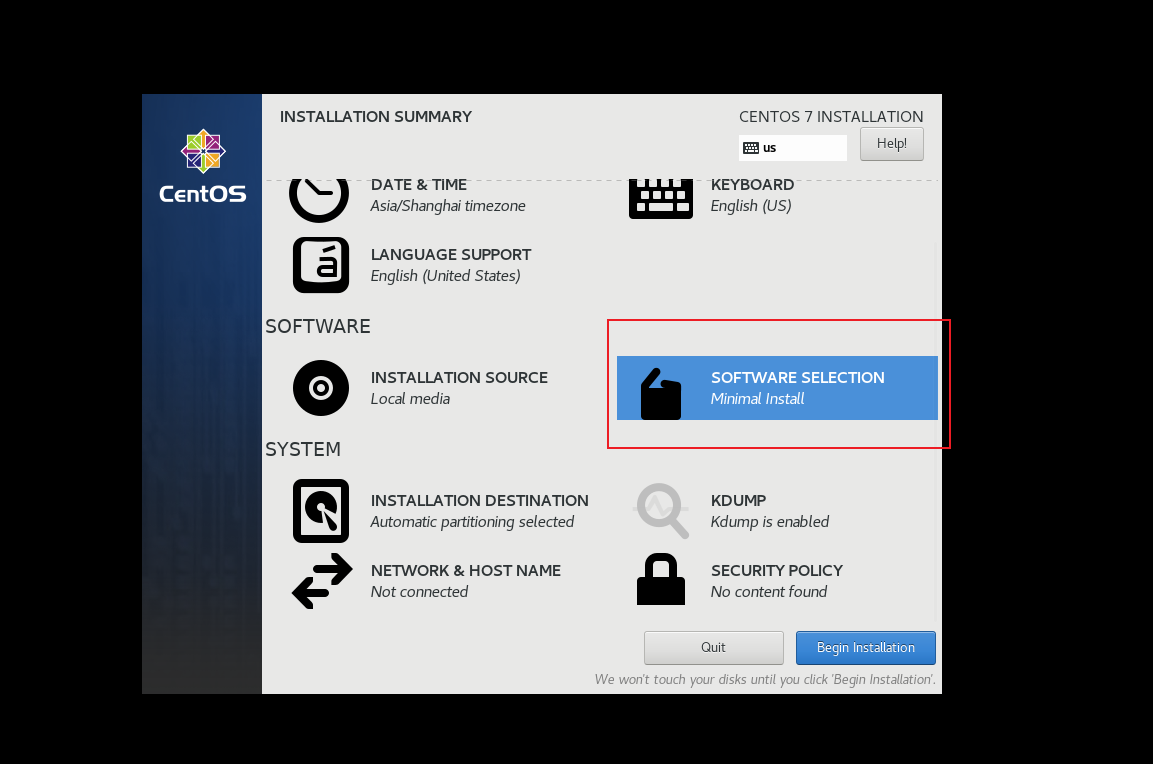 INSTALLATION SUMMARY
CENTOS 7 INSTALLATION
us
Help!
CentOS
DATE & TIME
Asia/Shanghai timezone
KEYBOARD
English (US)
LANGUAGE SUPPORT
English (United States)
SOFTWARE
INSTALLATION SOURCE
Local media
SOFTWARE SELECTION
Minimal Install
SYSTEM
INSTALLATION DESTINATION
Automatic partitioning selected
KDUMP
Kdump is enabled
NETWORK & HOST NAME
Not connected
SECURITY POLICY
No content found
Quit
Begin Installation
We won't touch your disks until you click 'Begin Installation'.